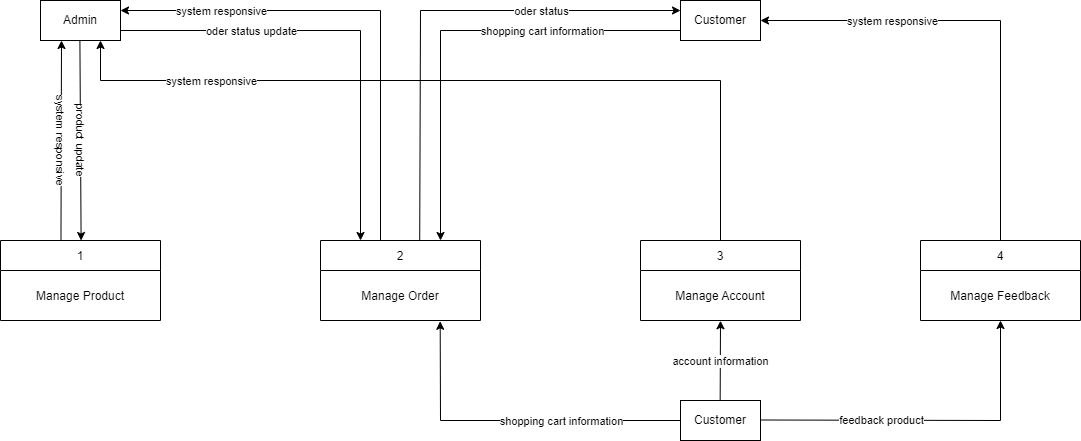 Admin
system responsive
oder status
Customer
system responsive
oder status update
shopping cart information
system responsive
system responsive
product update
1
2
3
4
Manage Product
Manage Order
Manage Account
Manage Feedback
account information
shopping cart information
Customer
feedback product